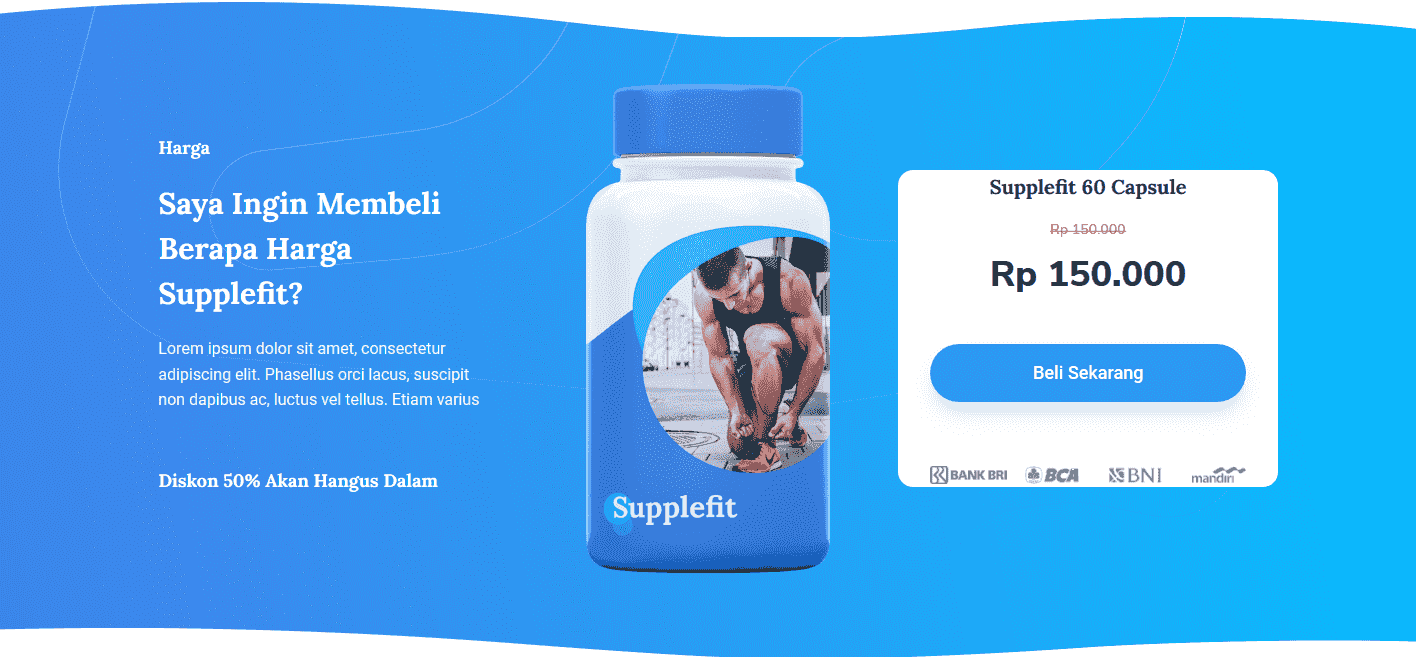 Harga
Saya Ingin Membeli
Berapa Harga
Supplefit?
Lorem ipsum dolor sit amet, consectetur
adipiscing elit. Phasellus orci lacus, suscipit
non dapibus ac, luctus vel tellus. Etiam varius
Diskon 50% Akan Hangus Dalam
Supplefit
Supplefit 60 Capsule
Rp 150.000
Rp 150.000
Beli Sekarang
BANK BRI BCA BNI mandiri